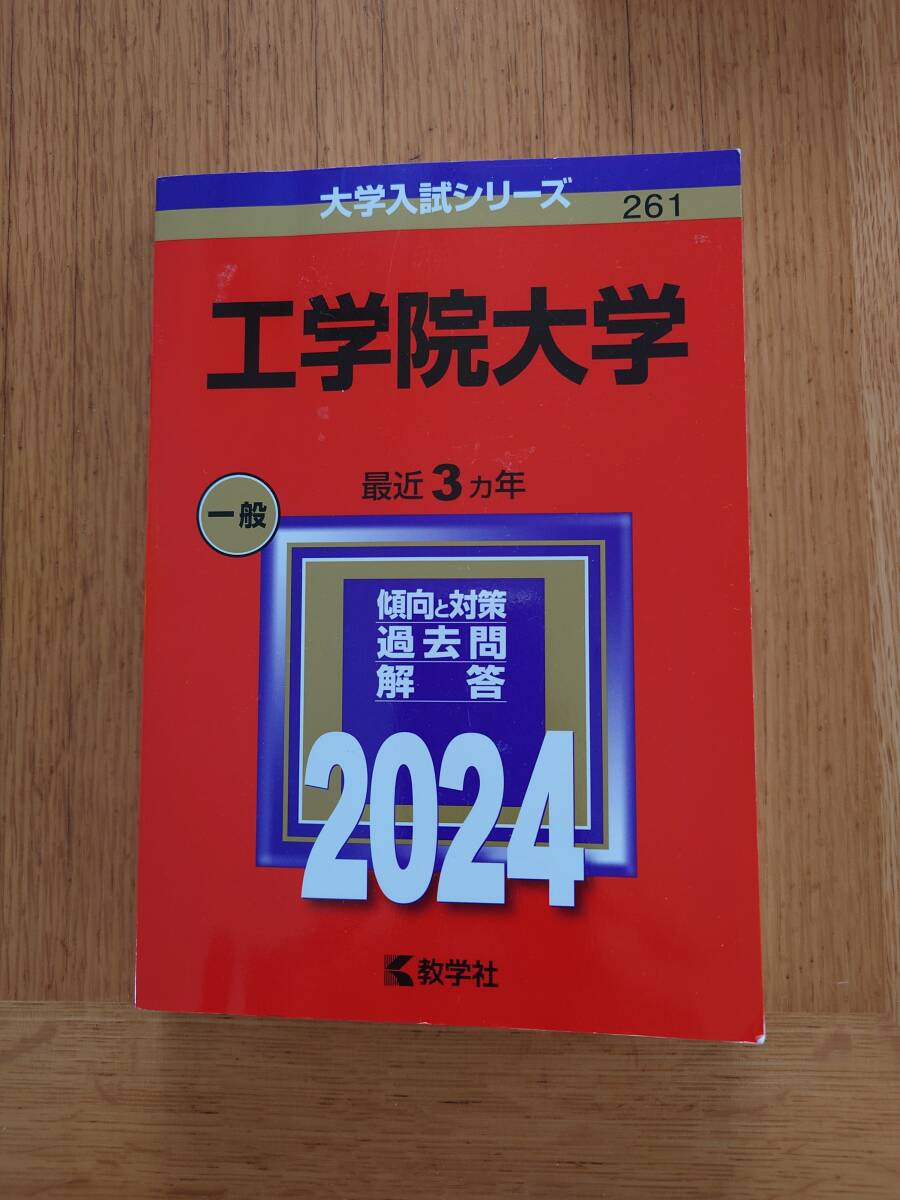 大学入試シリーズ
261
工学院大学
最近3カ年
一般
傾向と対策
過去問
解答
2024
教学社